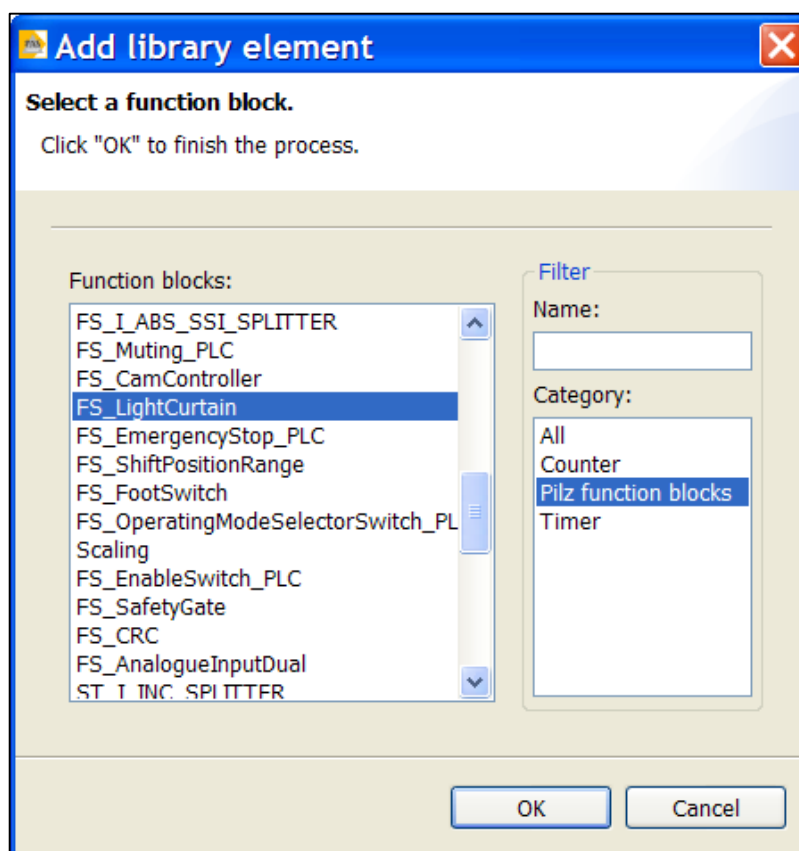 Add library element
Select a function block.
Click "OK" to finish the process.
Function blocks:
FS_I_ABS_SSI_SPLITTER
FS_Muting_PLC
FS_CamController
FS_LightCurtain
FS_EmergencyStop_PLC
FS_ShiftPositionRange
FS_FootSwitch
FS_OperatingModeSelectorSwitch_PL
Scaling
FS_EnableSwitch_PLC
FS_SafetyGate
FS_CRC
FS_AnalogueInputDual
ST_I_INC_SPLITTER
Filter
Name:
Category:
All
Counter
Pilz function blocks
Timer
OK
Cancel